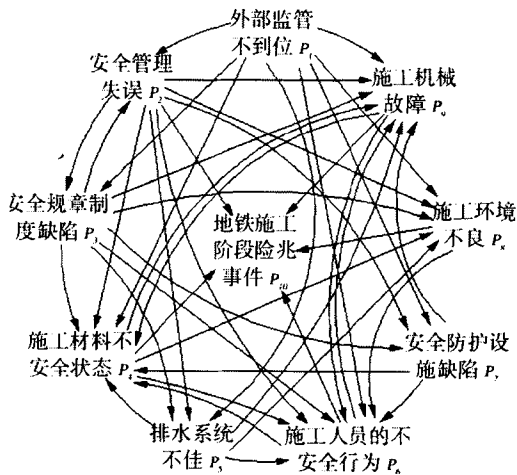 外部监管
不到位 P₁
安全管理
失误 P₂
施工机械
故障 P₉
安全规章制
度缺陷 P₃
地铁施工
阶段险兆
事件 P₁₀
施工环境
不良 P₈
施工材料不
安全状态 P₄
安全防护设
施缺陷 P₇
排水系统
不佳 P₅
施工人员的不
安全行为 P₆